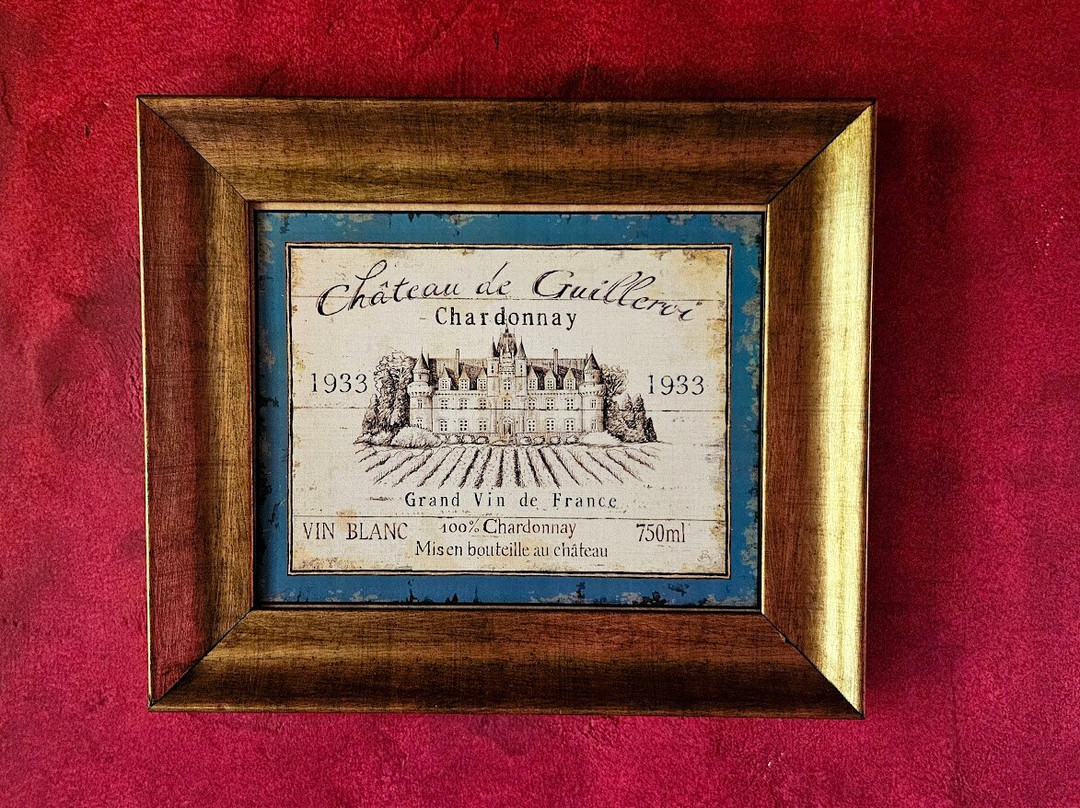 Château de Guilleroi
Chardonnay
1933 1933
Grand Vin de France
VIN BLANC 100% Chardonnay 750ml
Mis en bouteille au château